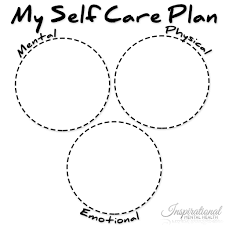 My Self Care Plan
Mental
Physical
Emotional
Inspirational
MENTAL HEALTH